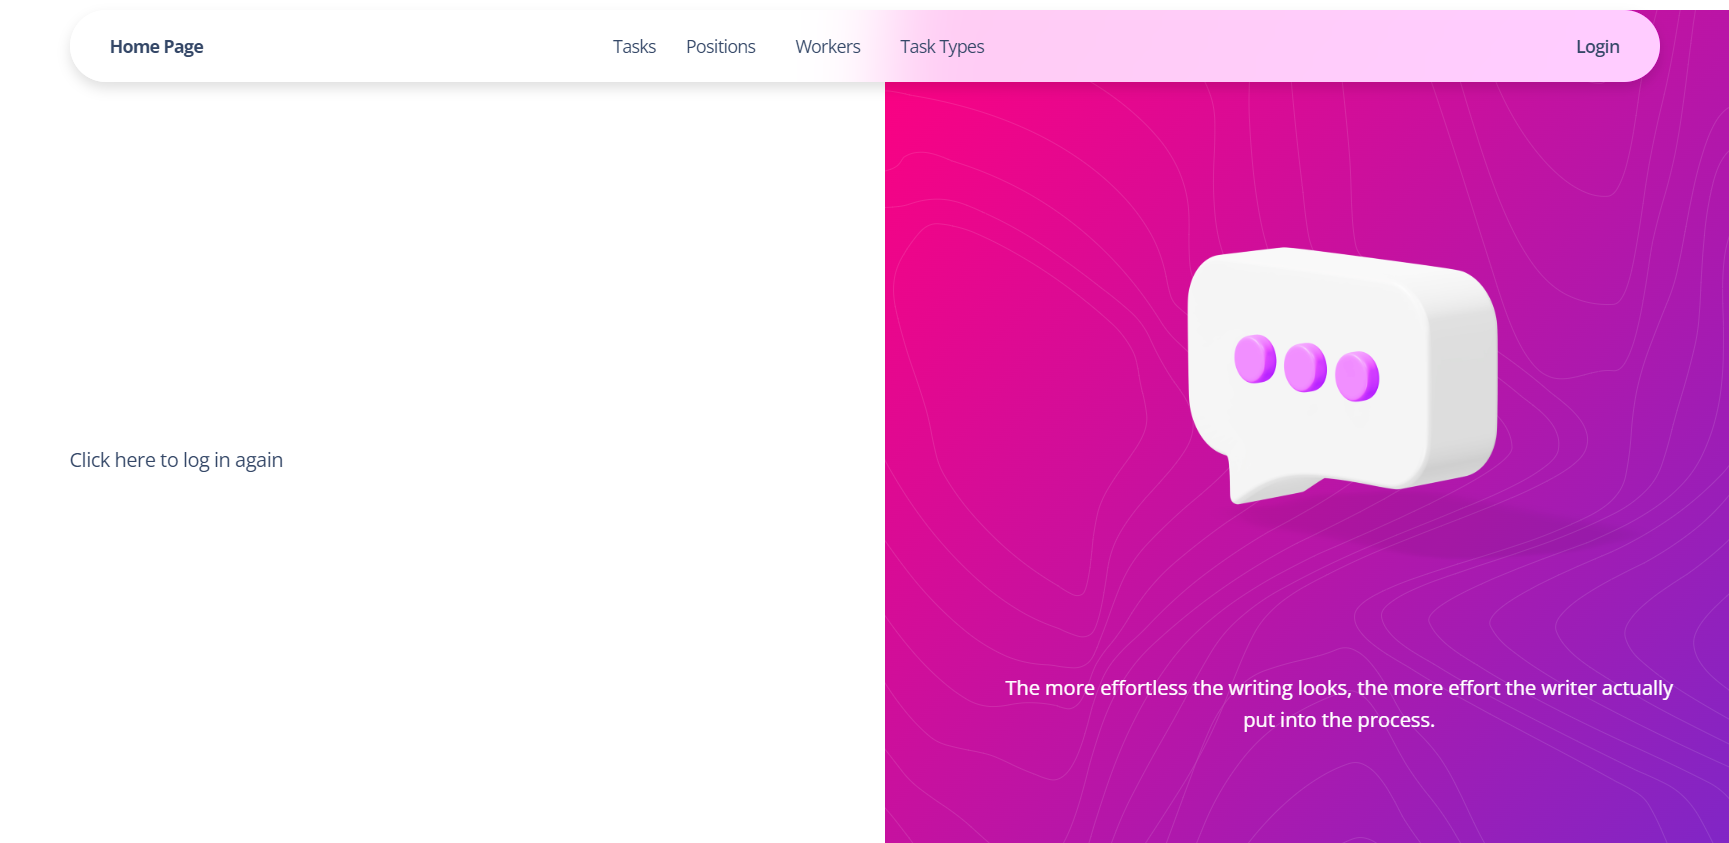 Home Page Tasks Positions Workers Task Types Login
Click here to log in again
The more effortless the writing looks, the more effort the writer actually
put into the process.